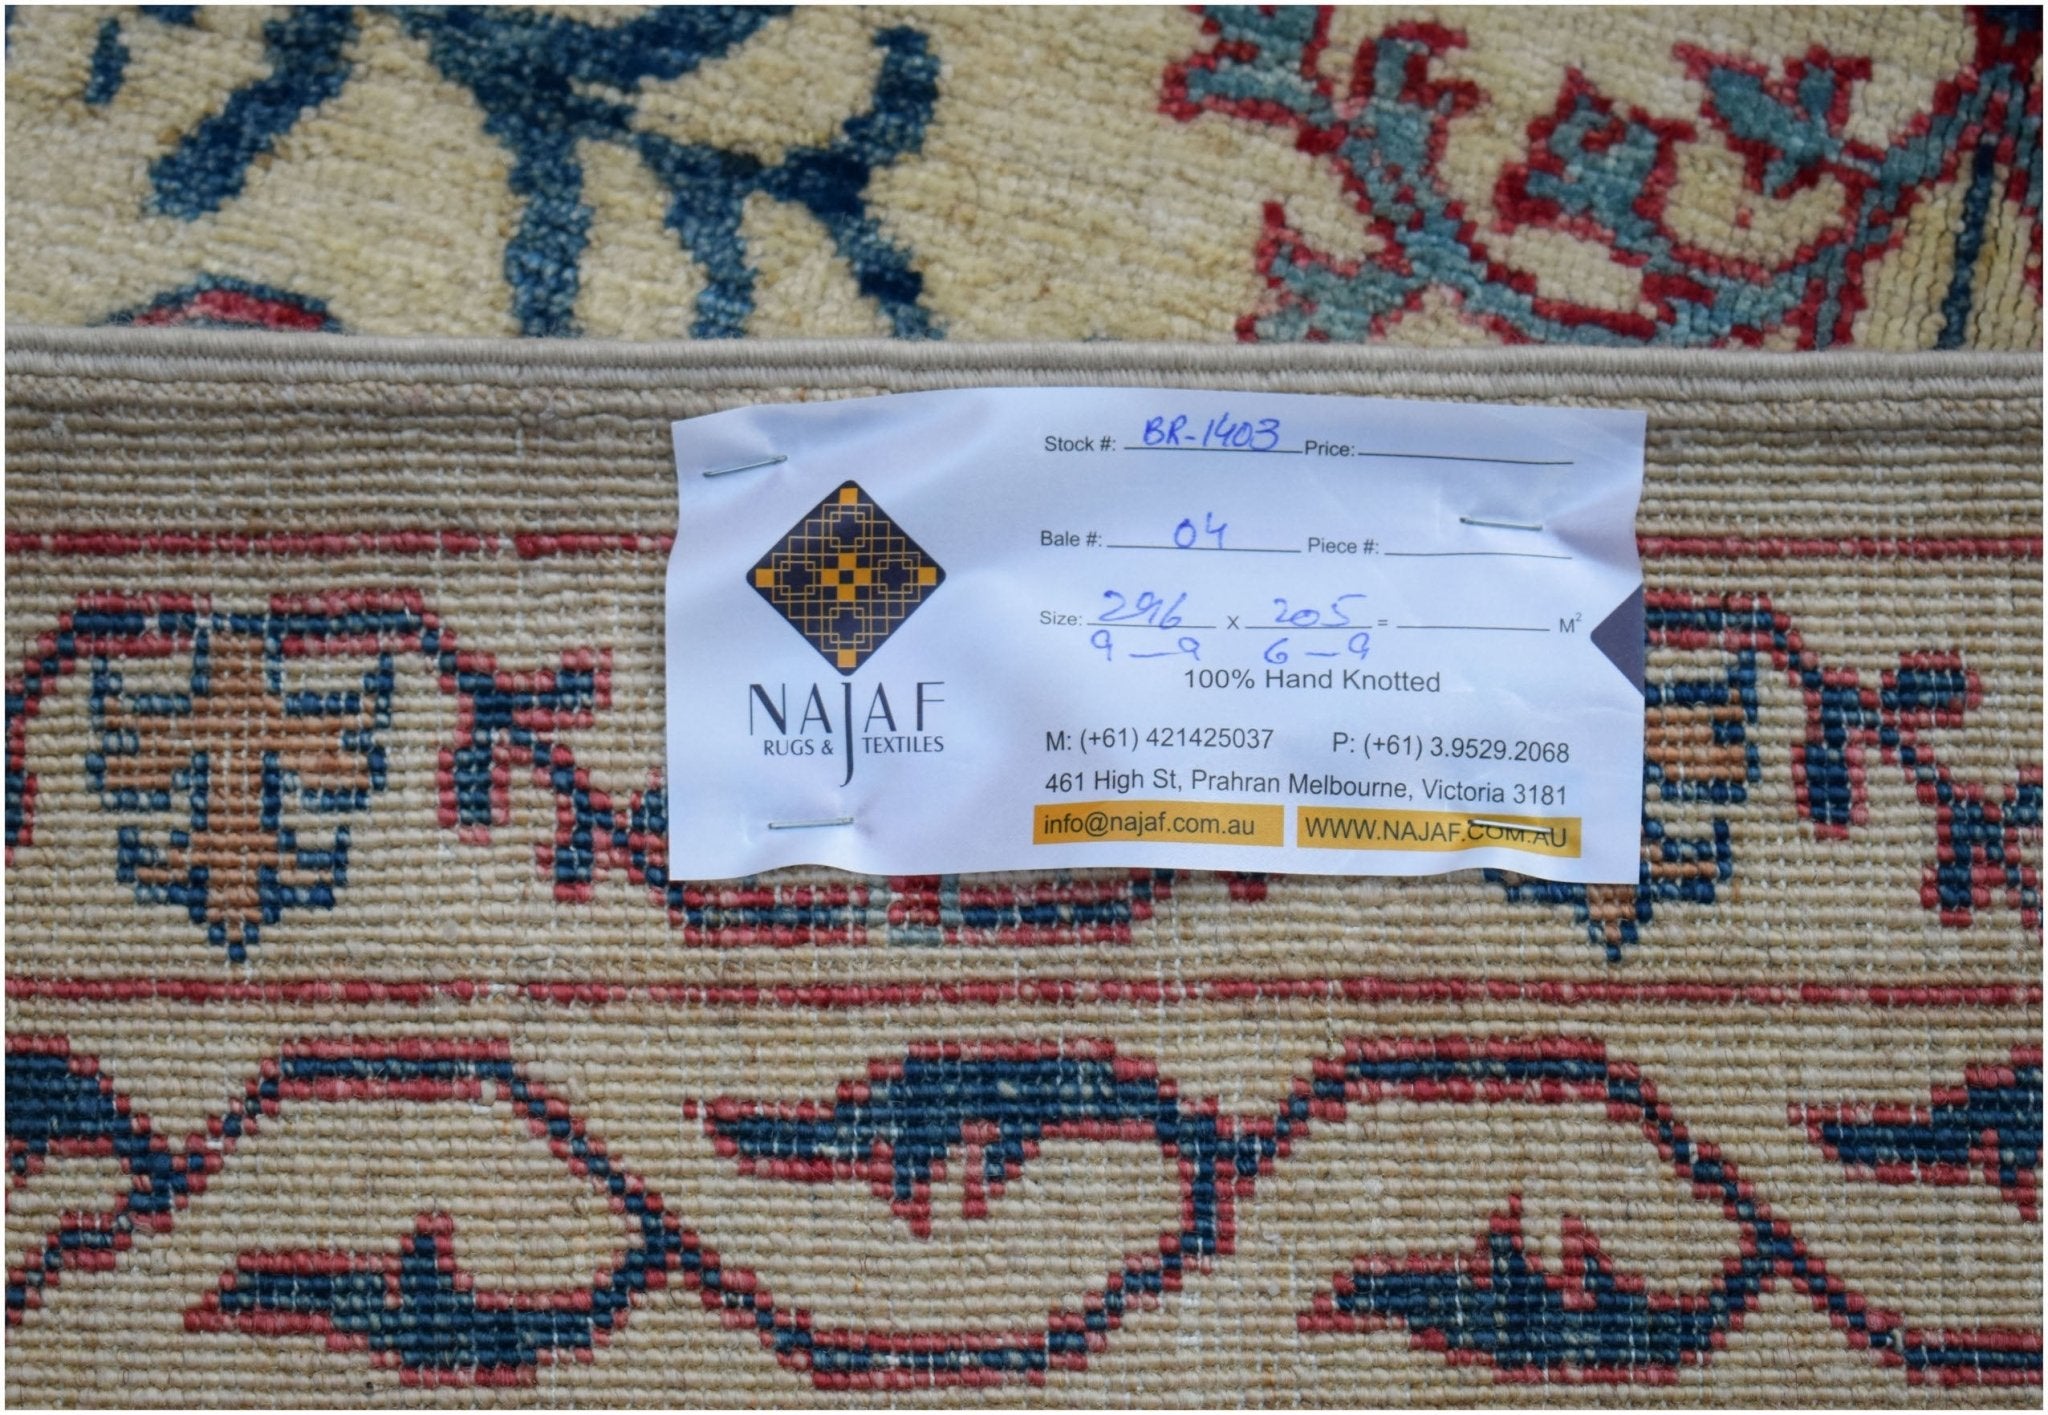 Stock #: BR-1403 Price:
Bale #: 04 Piece #:
Size: 296 x 205 = M²
9-9 6-9
100% Hand Knotted
NAJAF
RUGS & TEXTILES
M: (+61) 421425037 P: (+61) 3.9529.2068
461 High St, Prahran Melbourne, Victoria 3181
info@najaf.com.au WWW.NAJAF.COM.AU